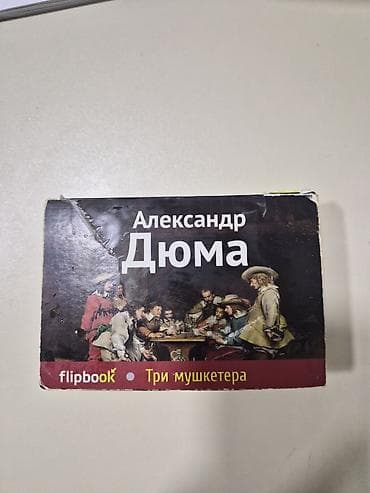 Александр
Дюма
flipbook • Три мушкетера